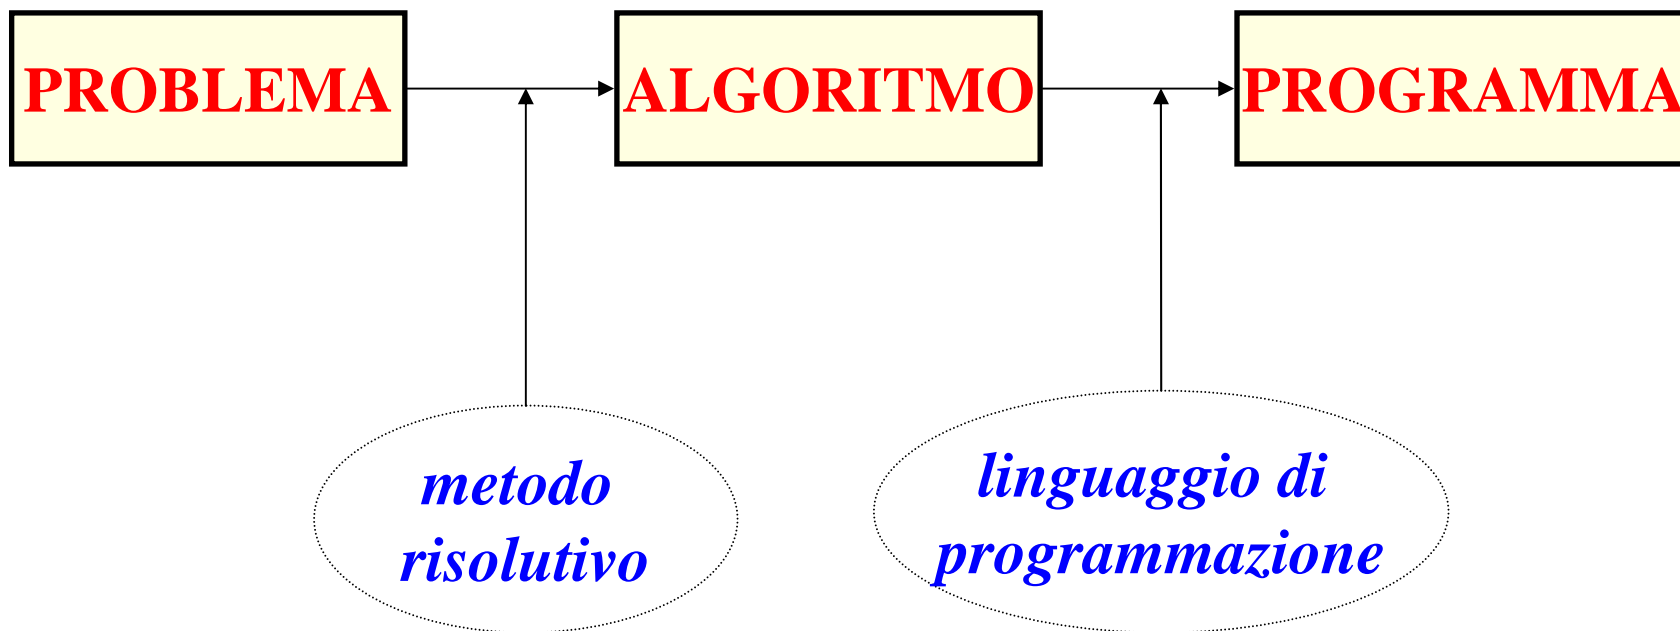 PROBLEMA
ALGORITMO
PROGRAMMA
metodo
risolutivo
linguaggio di
programmazione